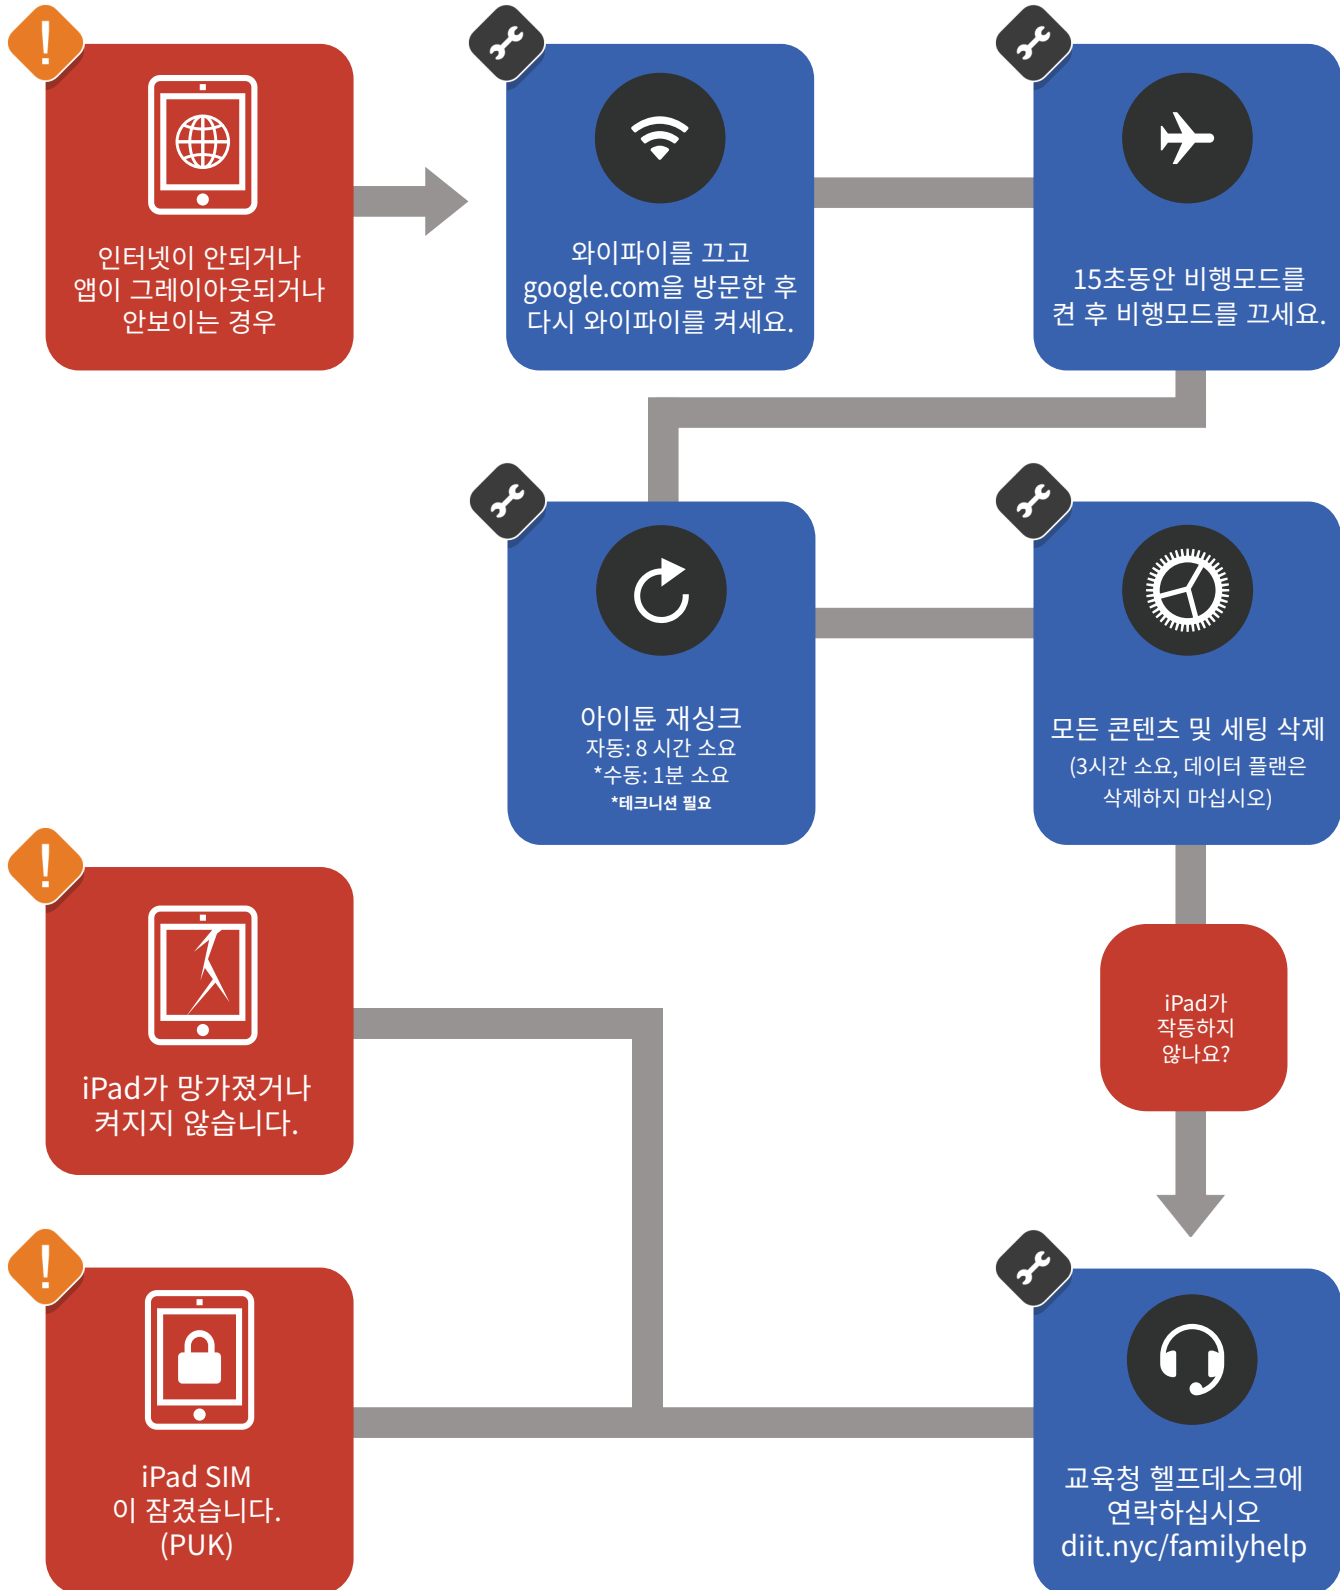 인터넷이 안되거나
앱이 그레이아웃되거나
안보이는 경우
와이파이를 끄고
google.com을 방문한 후
다시 와이파이를 켜세요.
15초동안 비행모드를
켠 후 비행모드를 끄세요.
아이튠 재싱크
자동: 8 시간 소요
*수동: 1분 소요
*테크니션 필요
모든 콘텐츠 및 세팅 삭제
(3시간 소요, 데이터 플랜은
삭제하지 마십시오)
iPad가 망가졌거나
켜지지 않습니다.
iPad가
작동하지
않나요?
iPad SIM
이 잠겼습니다.
(PUK)
교육청 헬프데스크에
연락하십시오
diit.nyc/familyhelp